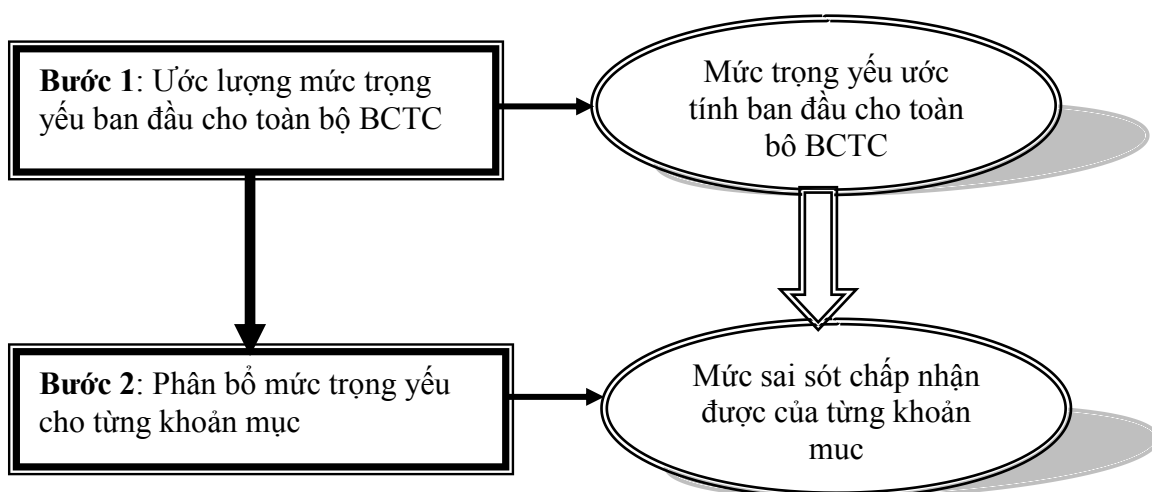 Bước 1: Ước lượng mức trọng
yếu ban đầu cho toàn bộ BCTC
Mức trọng yếu ước
tính ban đầu cho toàn
bô BCTC
Bước 2: Phân bổ mức trọng yếu
cho từng khoản mục
Mức sai sót chấp nhận
được của từng khoản
muc